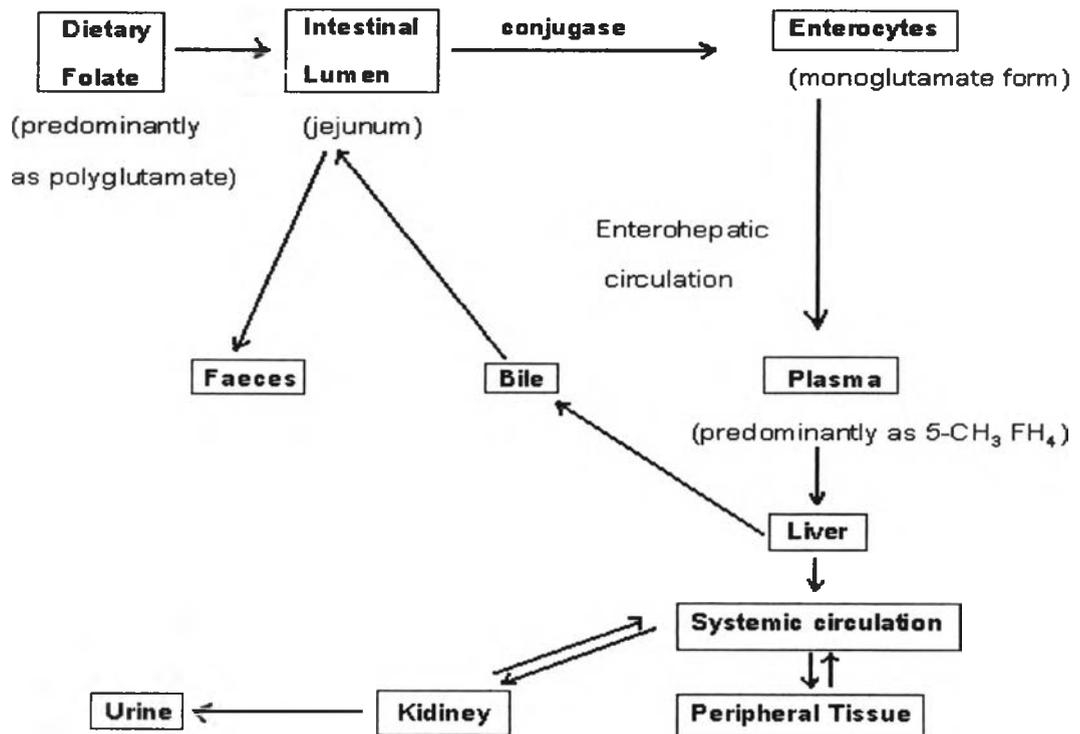 Dietary
Folate
Intestinal
Lumen
conjugase
Enterocytes
(monoglutamate form)
(predominantly
as polyglutamate)
(jejunum)
Enterohepatic
circulation
Faeces
Bile
Plasma
(predominantly as 5-CH₃ FH₄)
Liver
Systemic circulation
Urine
Kidiney
Peripheral Tissue